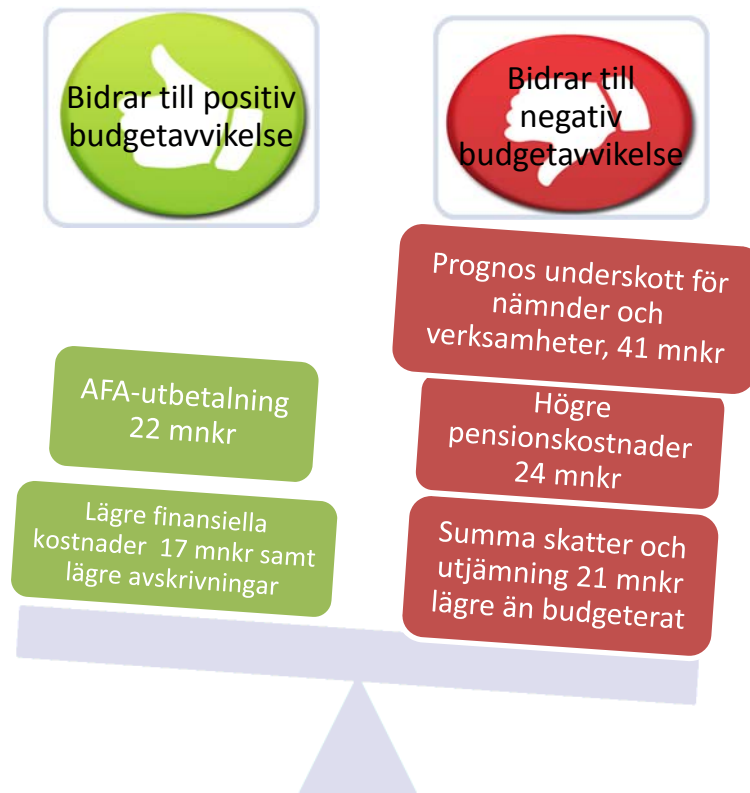 Bidrar till positiv
budgetavvikelse
Bidrar till
negativ
budgetavvikelse
AFA-utbetalning
22 mnkr
Lägre finansiella
kostnader 17 mnkr samt
lägre avskrivningar
Prognos underskott för
nämnder och
verksamheter, 41 mnkr
Högre
pensionskostnader
24 mnkr
Summa skatter och
utjämning 21 mnkr
lägre än budgeterat